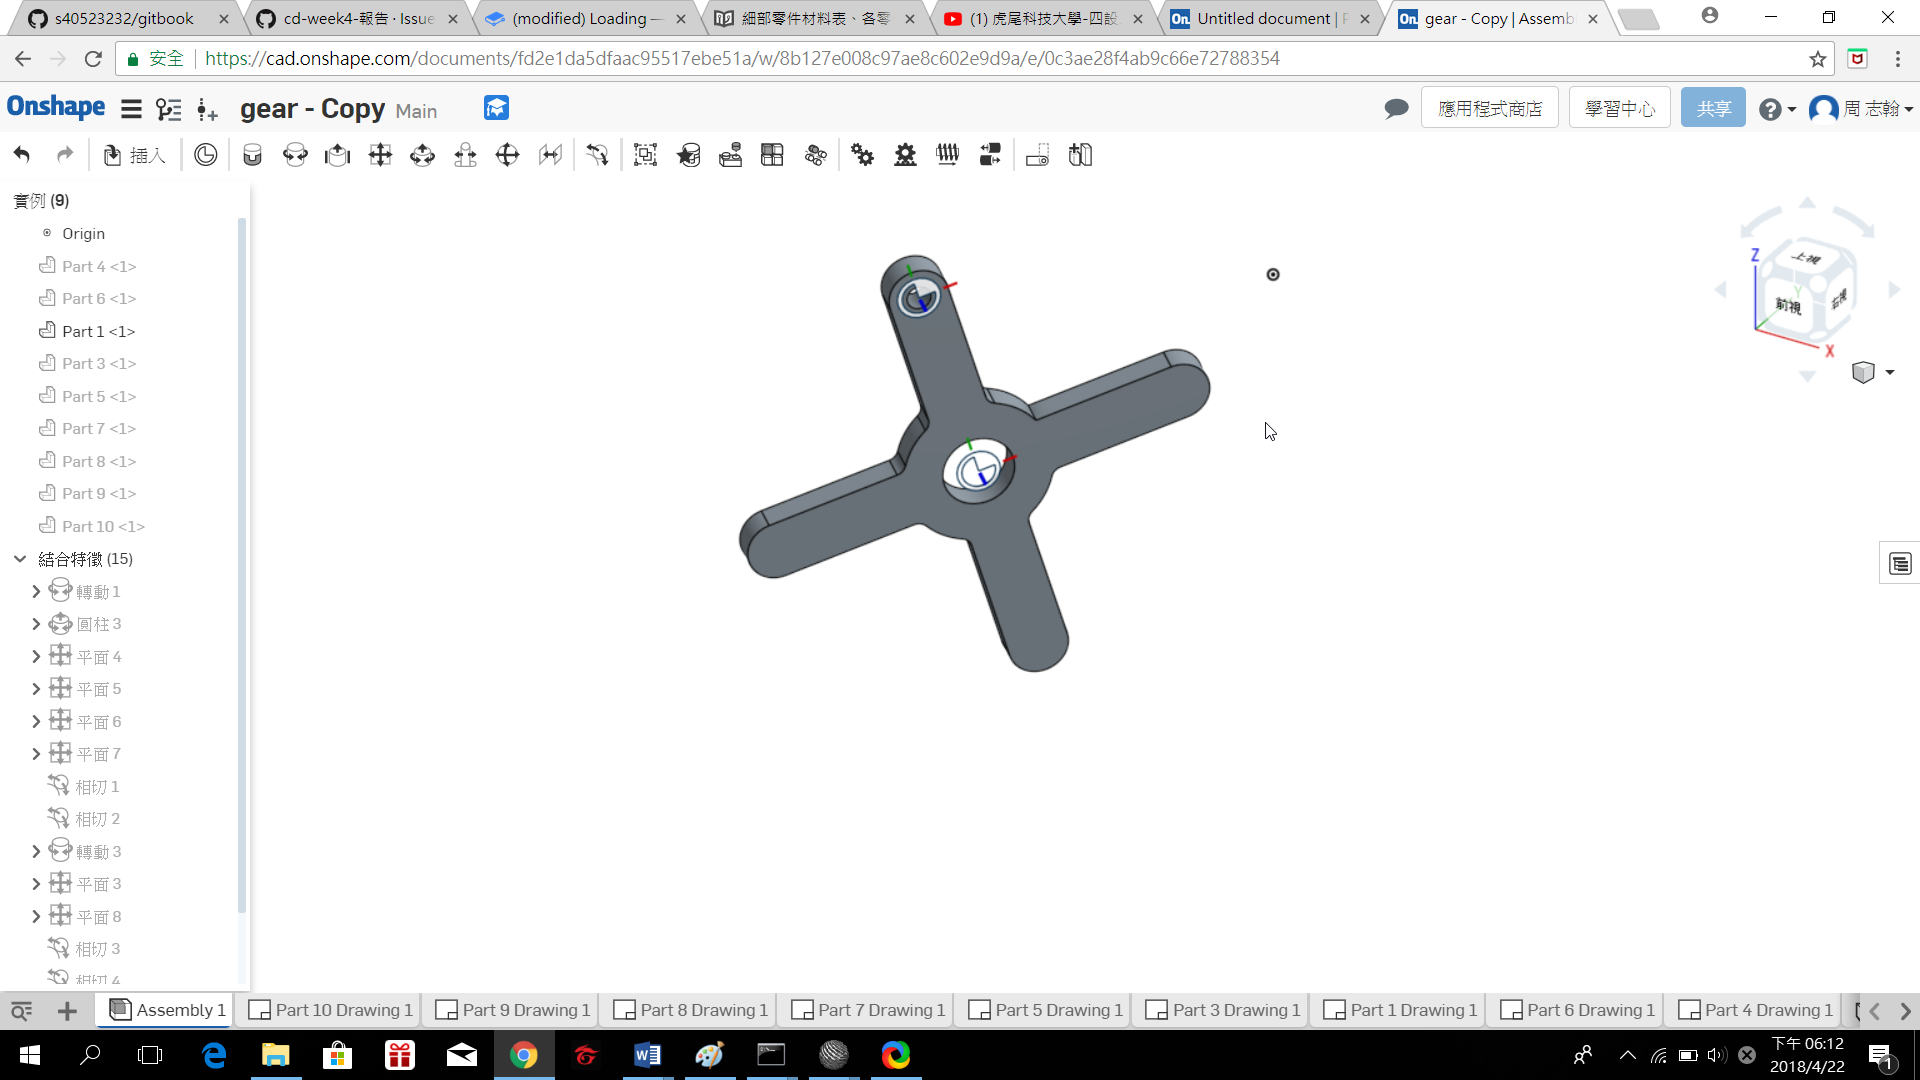 s40523232/gitbook
cd-week4-報告 · Issue
(modified) Loading —
細部零件材料表、各零
(1) 虎尾科技大學-四設
Untitled document | P
gear - Copy | Assemb
安全
https://cad.onshape.com/documents/fd2e1da5dfaac95517ebe51a/w/8b127e008c97ae8c602e9d9a/e/0c3ae28f4ab9c66e72788354
Onshape
gear - Copy Main
應用程式商店
學習中心
共享
周 志翰
插入
實例 (9)
Origin
Part 4 <1>
Part 6 <1>
Part 1 <1>
Part 3 <1>
Part 5 <1>
Part 7 <1>
Part 8 <1>
Part 9 <1>
Part 10 <1>
結合特徵 (15)
轉動 1
圓柱 3
平面 4
平面 5
平面 6
平面 7
相切 1
相切 2
轉動 3
平面 3
平面 8
相切 3
相切 4
Z
上視
Y
前視
右視
X
Assembly 1
Part 10 Drawing 1
Part 9 Drawing 1
Part 8 Drawing 1
Part 7 Drawing 1
Part 5 Drawing 1
Part 3 Drawing 1
Part 1 Drawing 1
Part 6 Drawing 1
Part 4 Drawing 1
下午 06:12
2018/4/22
1